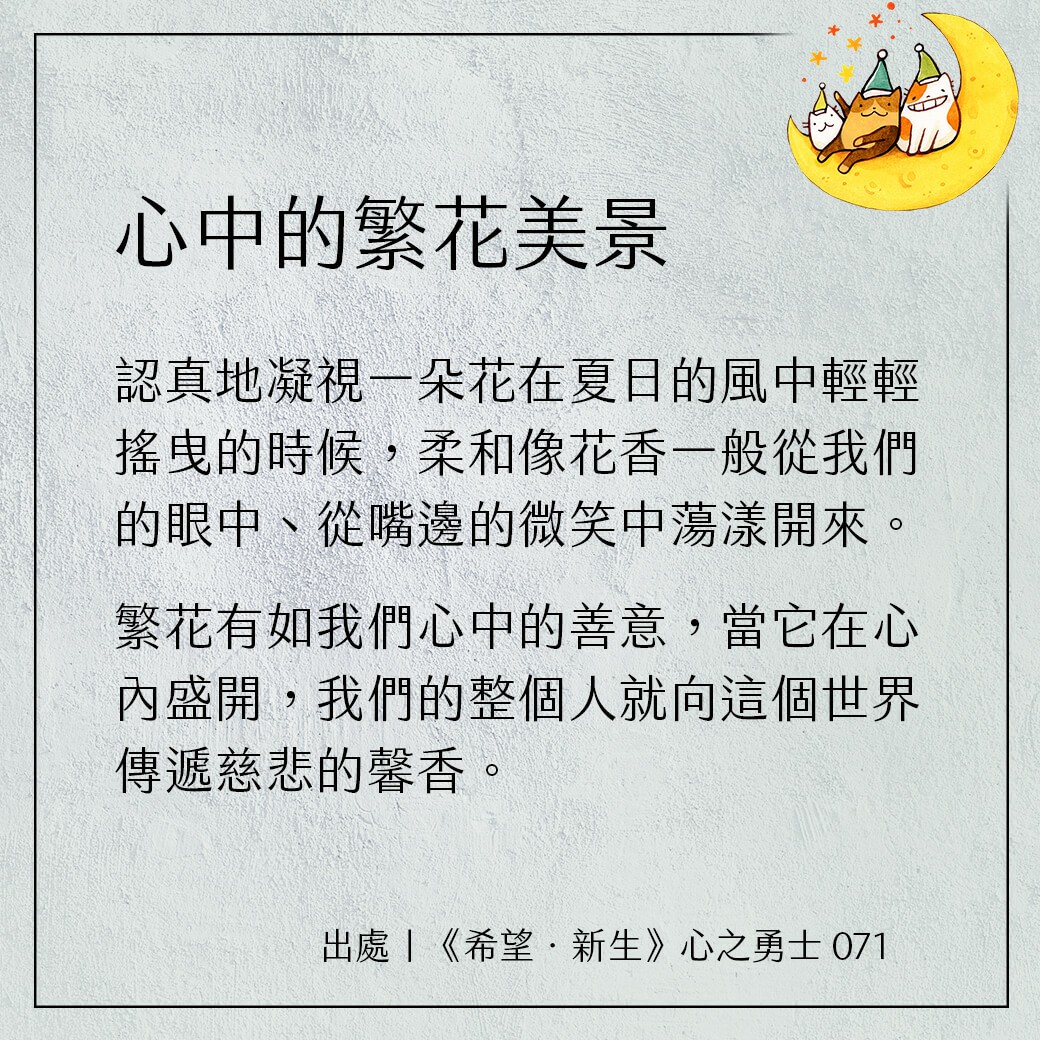 心中的繁花美景
認真地凝視一朵花在夏日的風中輕輕
搖曳的時候，柔和像花香一般從我們
的眼中、從嘴邊的微笑中蕩漾開來。
繁花有如我們心中的善意，當它在心
內盛開，我們的整個人就向這個世界
傳遞慈悲的馨香。
出處｜《希望．新生》心之勇士 071